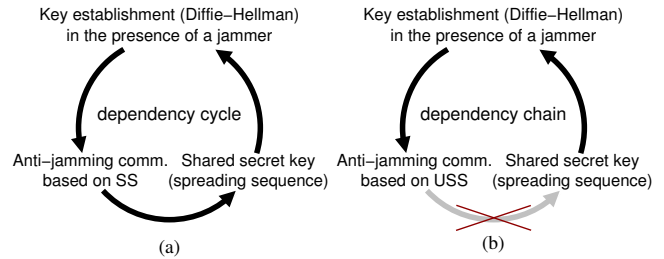 Key establishment (Diffie−Hellman)
in the presence of a jammer
dependency cycle
Anti−jamming comm.
based on SS
Shared secret key
(spreading sequence)
(a)
Key establishment (Diffie−Hellman)
in the presence of a jammer
dependency chain
Anti−jamming comm.
based on USS
Shared secret key
(spreading sequence)
(b)